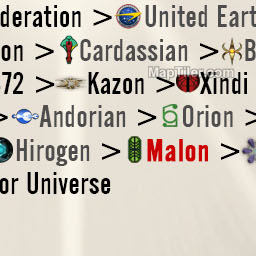 deration > United Eart
on > Cardassian > B
72 > Kazon > Xindi
MapTiler.com
> Andorian > Orion >
Hirogen > Malon >
or Universe